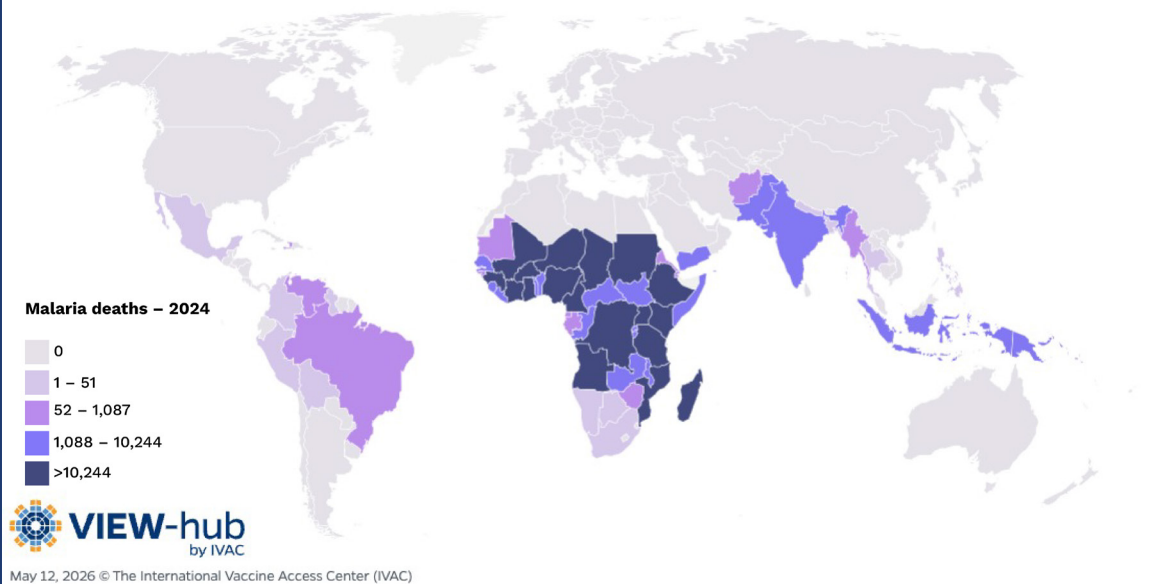 Malaria deaths – 2024
0
1 – 51
52 – 1,087
1,088 – 10,244
>10,244
VIEW-hub
by IVAC
May 12, 2026 © The International Vaccine Access Center (IVAC)